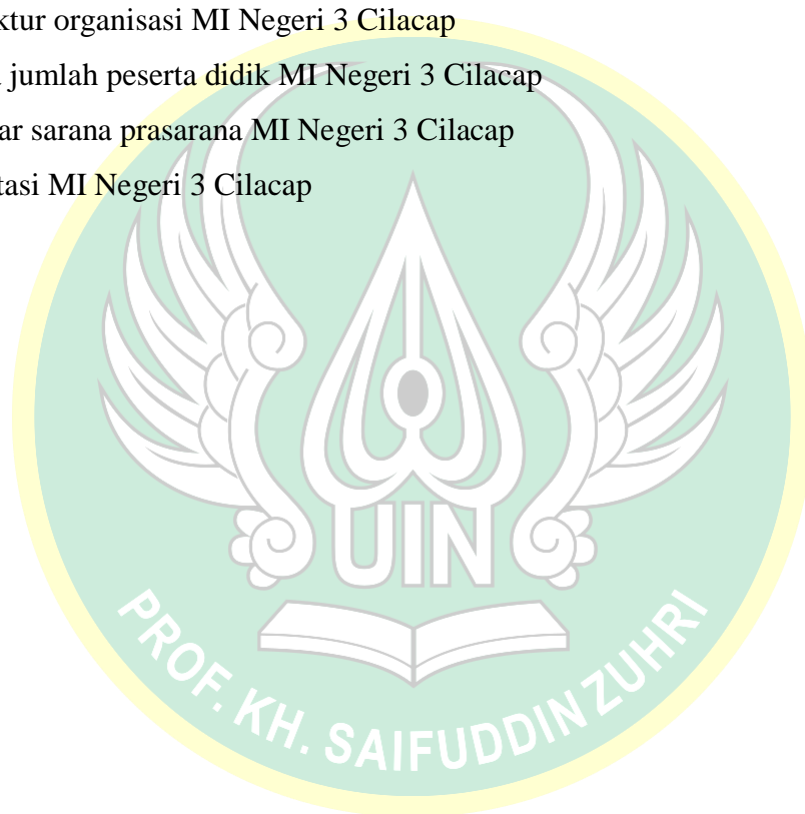 ktur organisasi MI Negeri 3 Cilacap
jumlah peserta didik MI Negeri 3 Cilacap
ar sarana prasarana MI Negeri 3 Cilacap
tasi MI Negeri 3 Cilacap
UIN
PROF. KH. SAIFUDDIN ZUHRI